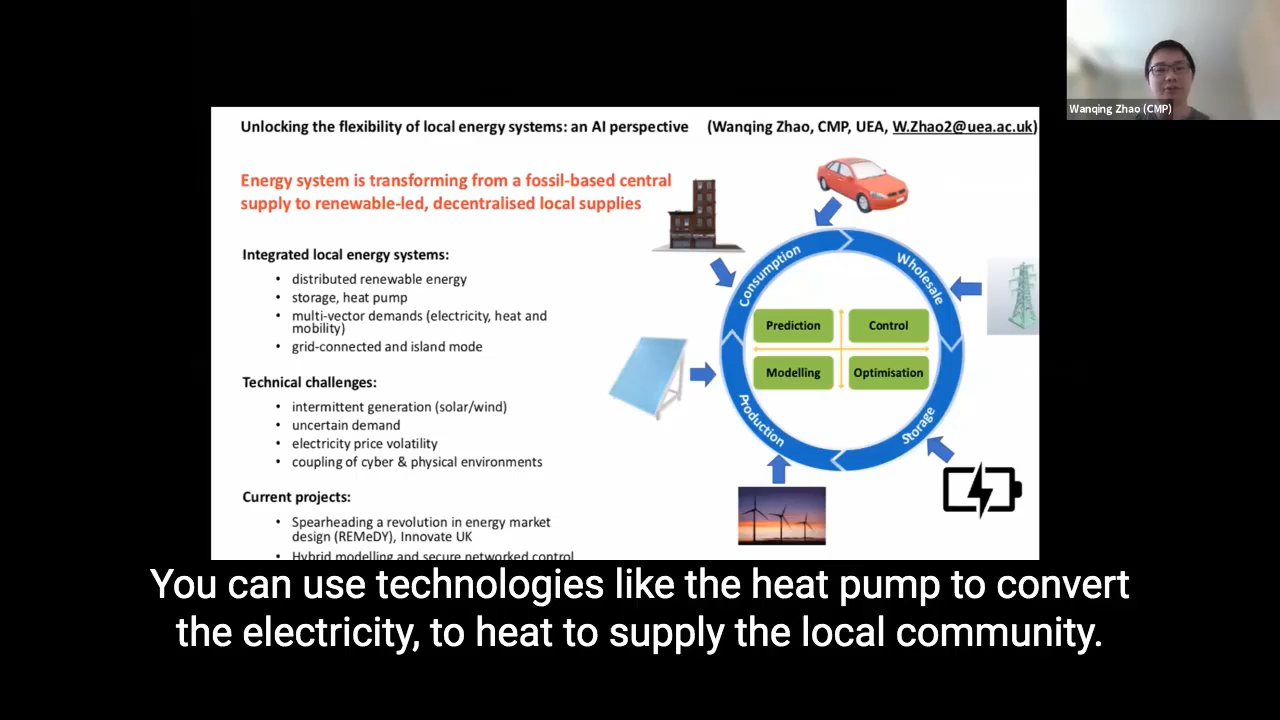 Wanqing Zhao (CMP)
Unlocking the flexibility of local energy systems: an AI perspective (Wanqing Zhao, CMP, UEA, W.Zhao2@uea.ac.uk)
Energy system is transforming from a fossil-based central
supply to renewable-led, decentralised local supplies
Integrated local energy systems:
• distributed renewable energy
• storage, heat pump
• multi-vector demands (electricity, heat and
mobility)
• grid-connected and island mode
Technical challenges:
• intermittent generation (solar/wind)
• uncertain demand
• electricity price volatility
• coupling of cyber & physical environments
Current projects:
• Spearheading a revolution in energy market
design (REMeDY), Innovate UK
• Hybrid modelling and secure networked control
Consumption
Wholesale
Prediction
Control
Modelling
Optimisation
Production
Storage
You can use technologies like the heat pump to convert
the electricity, to heat to supply the local community.